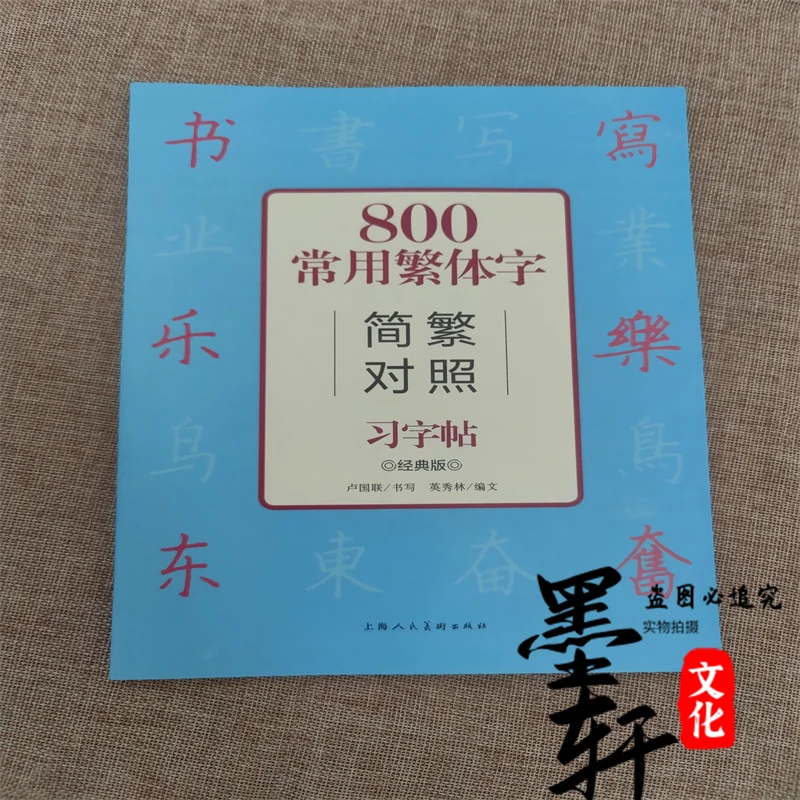 书 書 写 寫
800
常用繁体字
业 業
简繁
对照
乐 樂
习字帖
◎经典版◎
鸟 鳥
卢国联/书写 英秀林/编文
东 東 奋 奮
上海人民美術出版社
盗图必追究
实物拍摄
墨轩
文化